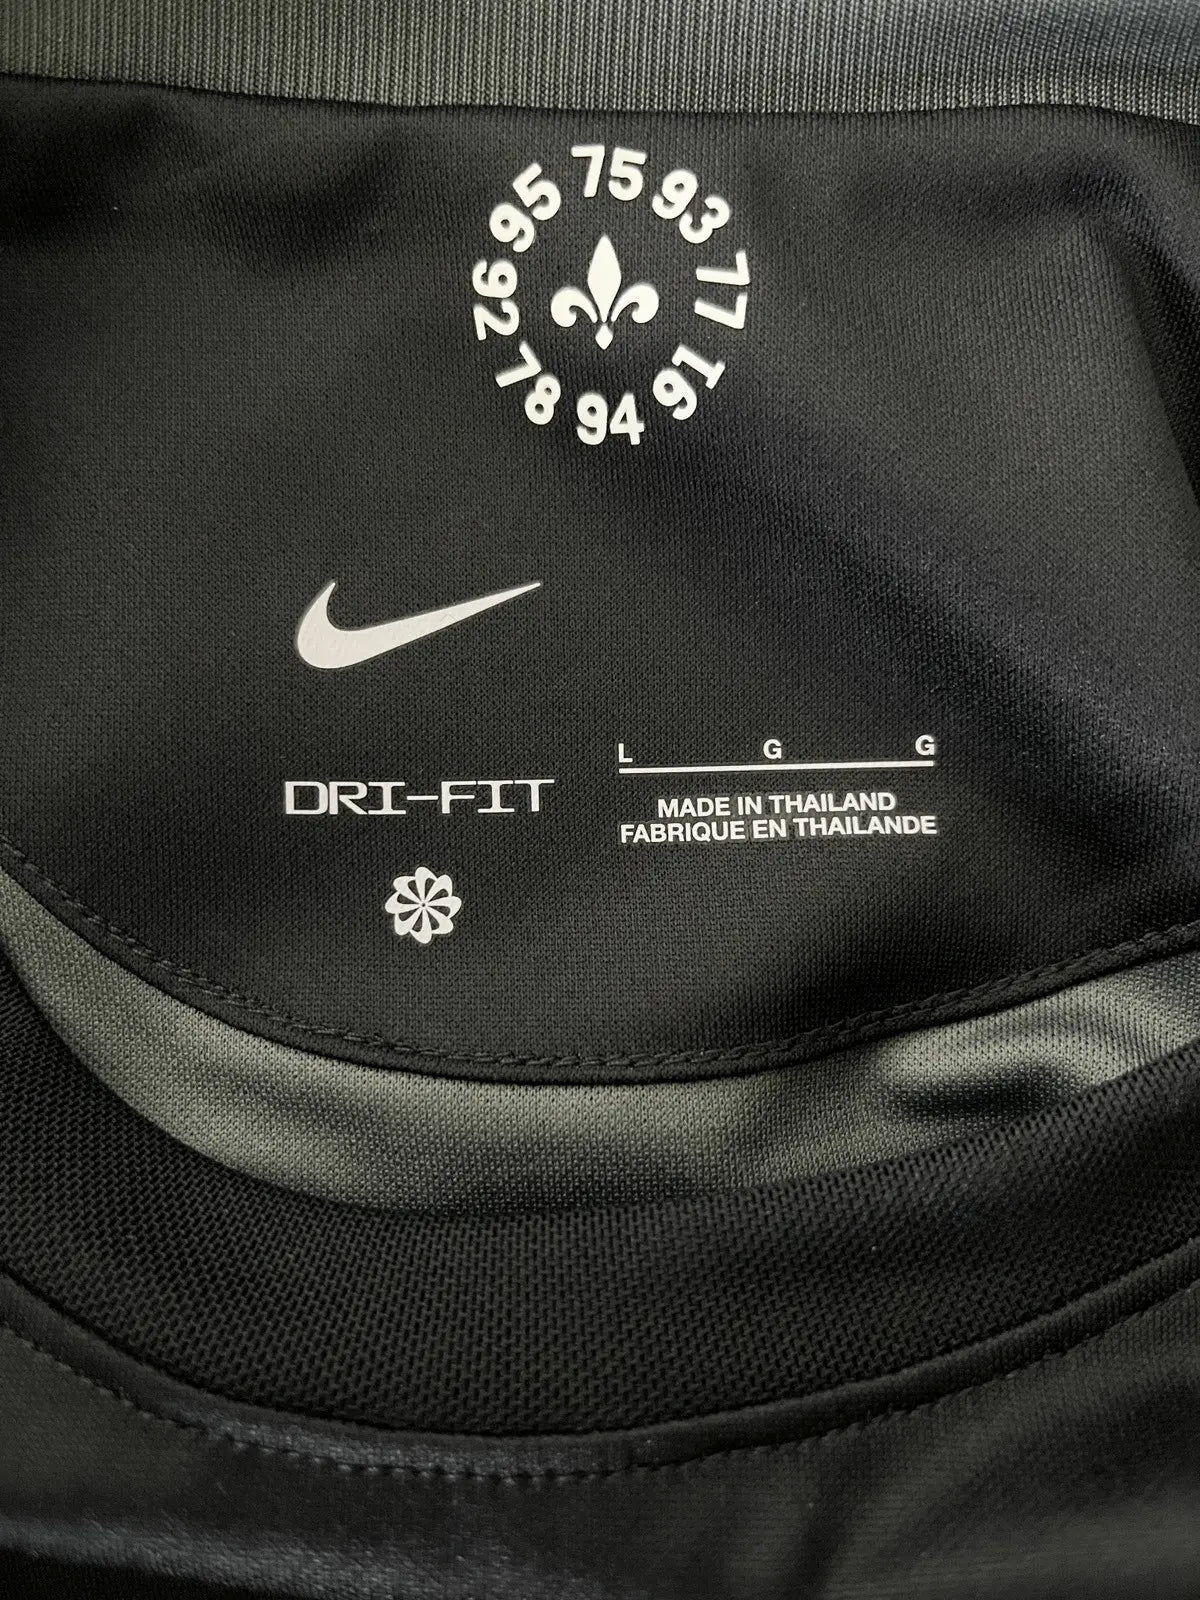 75
93
77
91
94
78
92
95
DRI-FIT
L G G
MADE IN THAILAND
FABRIQUE EN THAILANDE